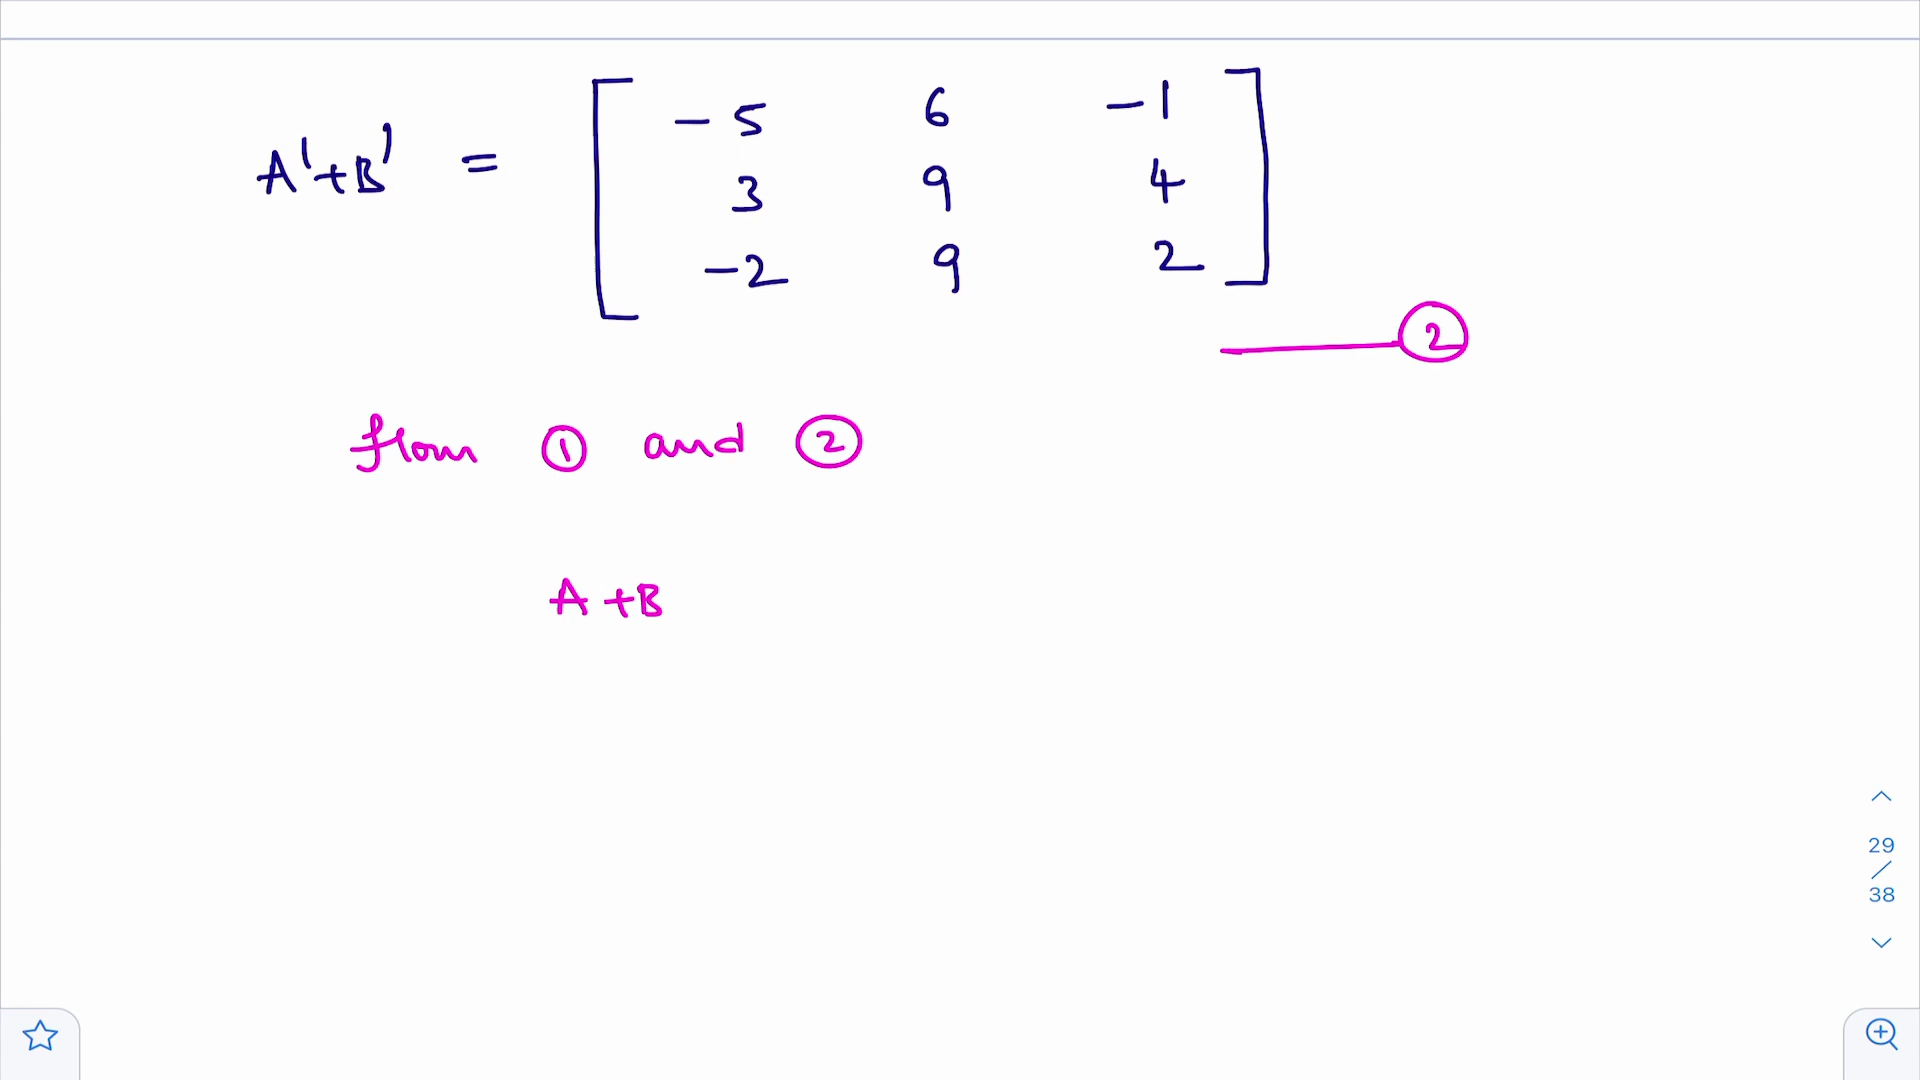 A'+B' =
- 5 6 -1
3 9 4
-2 9 2
2
from 1 and 2
A +B
29
/
38